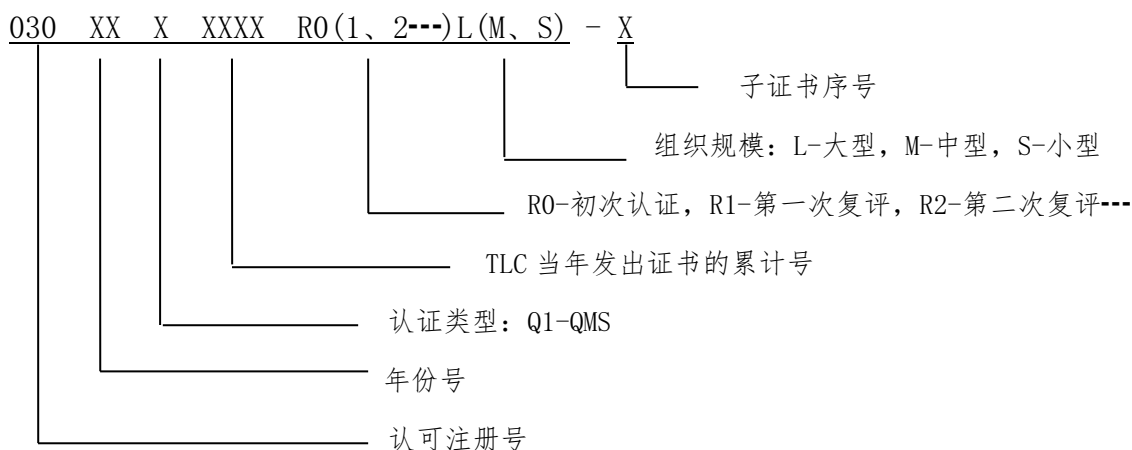 030 XX X XXXX R0(1、2---)L(M、S) - X
子证书序号
组织规模：L-大型，M-中型，S-小型
R0-初次认证，R1-第一次复评，R2-第二次复评---
TLC 当年发出证书的累计号
认证类型：Q1-QMS
年份号
认可注册号